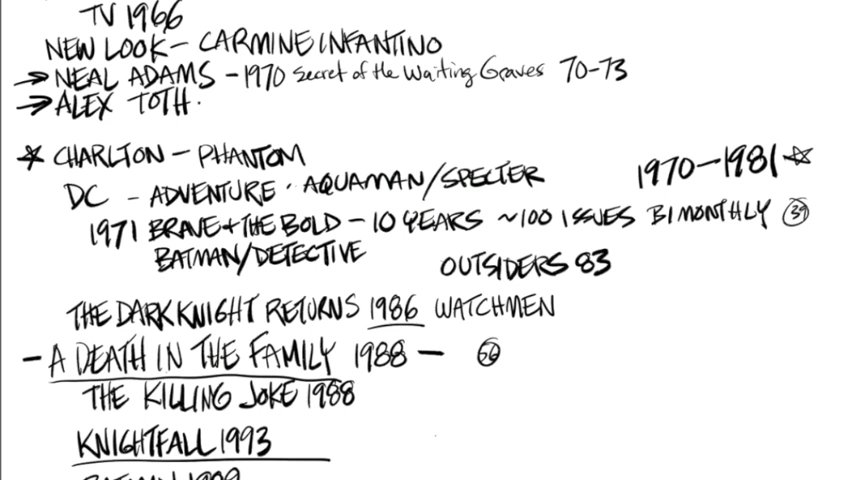 TV 1966
NEW LOOK - CARMINE INFANTINO
→ NEAL ADAMS - 1970 Secret of the Waiting Graves 70-73
→ ALEX TOTH.
☆ CHARLTON - PHANTOM
DC - ADVENTURE · AQUAMAN/SPECTER 1970-1981 ☆
1971 BRAVE + THE BOLD - 10 YEARS ~100 ISSUES BIMONTHLY 39
BATMAN/DETECTIVE
OUTSIDERS 83
THE DARK KNIGHT RETURNS 1986 WATCHMEN
- A DEATH IN THE FAMILY 1988 - 56
THE KILLING JOKE 1988
KNIGHTFALL 1993